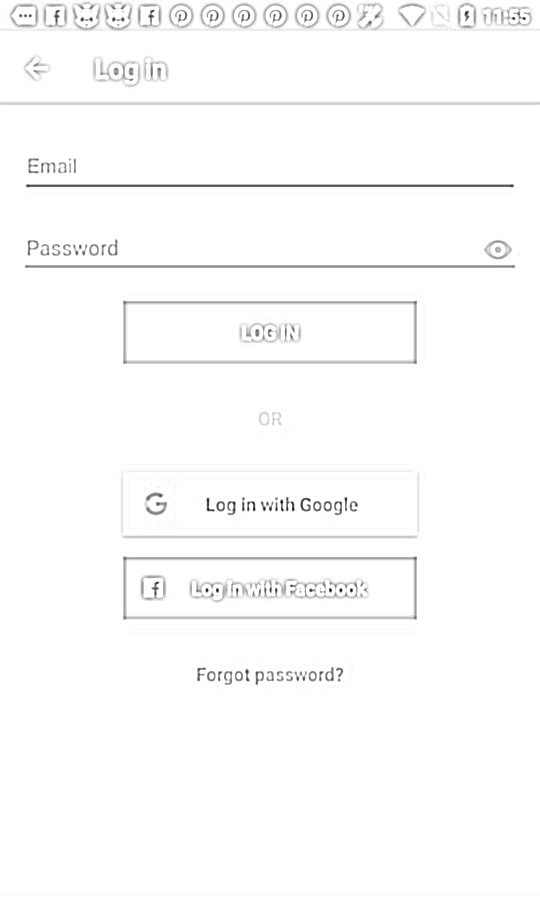 11:55
Log in
Email
Password
LOG IN
OR
Log in with Google
Log in with Facebook
Forgot password?